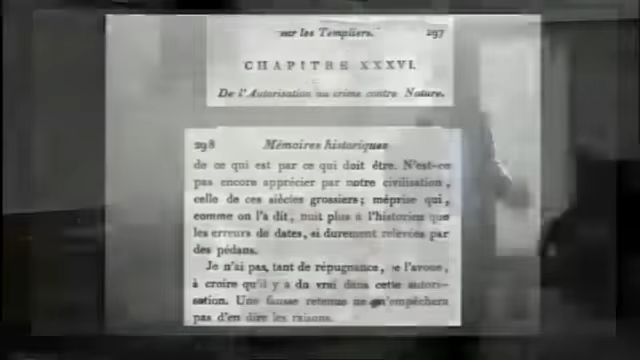 sur les Templiers. 297
CHAPITRE XXXVI.
De l'Autorisation au crime contre Nature.
298 Mémoires historiques
de ce qui est par ce qui doit être. N'est-ce
pas encore apprécier par notre civilisation,
celle de ces siècles grossiers; méprise qui,
comme on l'a dit, nuit plus à l'historien que
les erreurs de dates, si durement relevées par
des pédans.
Je n'ai pas, tant de répugnance, je l'avoue,
à croire qu'il y a du vrai dans cette autori-
sation. Une fausse retenue ne m'empêchera
pas d'en dire les raisons.